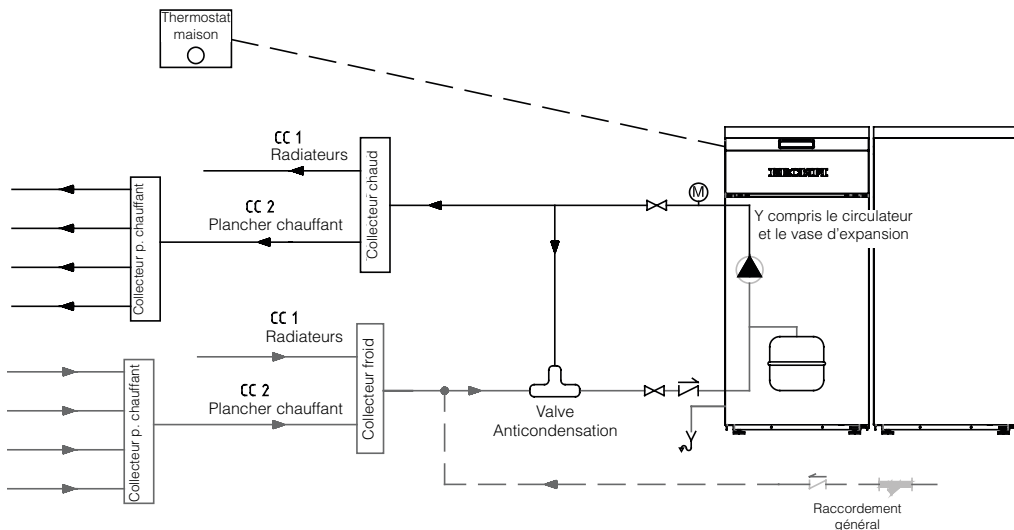 Thermostat
maison
CC 1
Radiateurs
CC 2
Plancher chauffant
Collecteur p. chauffant
Collecteur chaud
M
Y compris le circulateur
et le vase d'expansion
CC 1
Radiateurs
CC 2
Plancher chauffant
Collecteur p. chauffant
Collecteur froid
Valve
Anticondensation
Raccordement
général